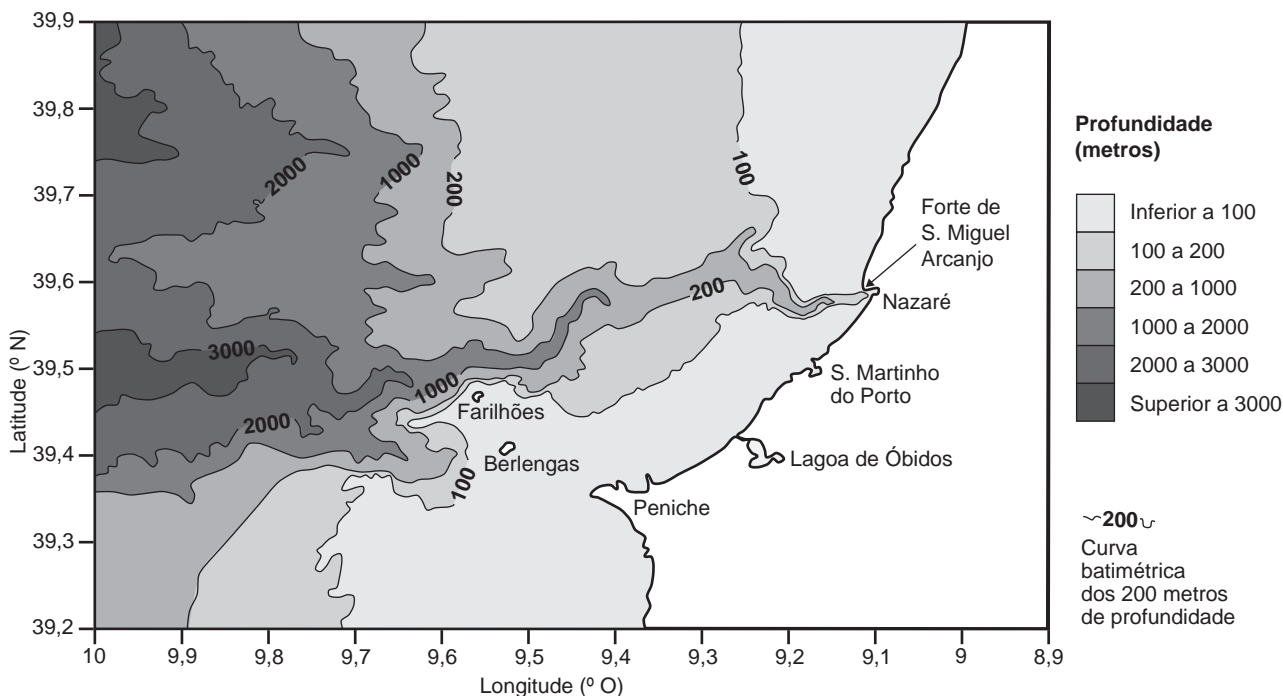 39,9
39,8
39,7
39,6
39,5
39,4
39,3
39,2
Latitude (º N)
10
9,9
9,8
9,7
9,6
9,5
9,4
9,3
9,2
9,1
9
8,9
Longitude (º O)
2000
1000
200
100
3000
200
1000
2000
100
Farilhões
Berlengas
Peniche
Forte de
S. Miguel
Arcanjo
Nazaré
S. Martinho
do Porto
Lagoa de Óbidos
Profundidade
(metros)
Inferior a 100
100 a 200
200 a 1000
1000 a 2000
2000 a 3000
Superior a 3000
200
Curva
batimétrica
dos 200 metros
de profundidade